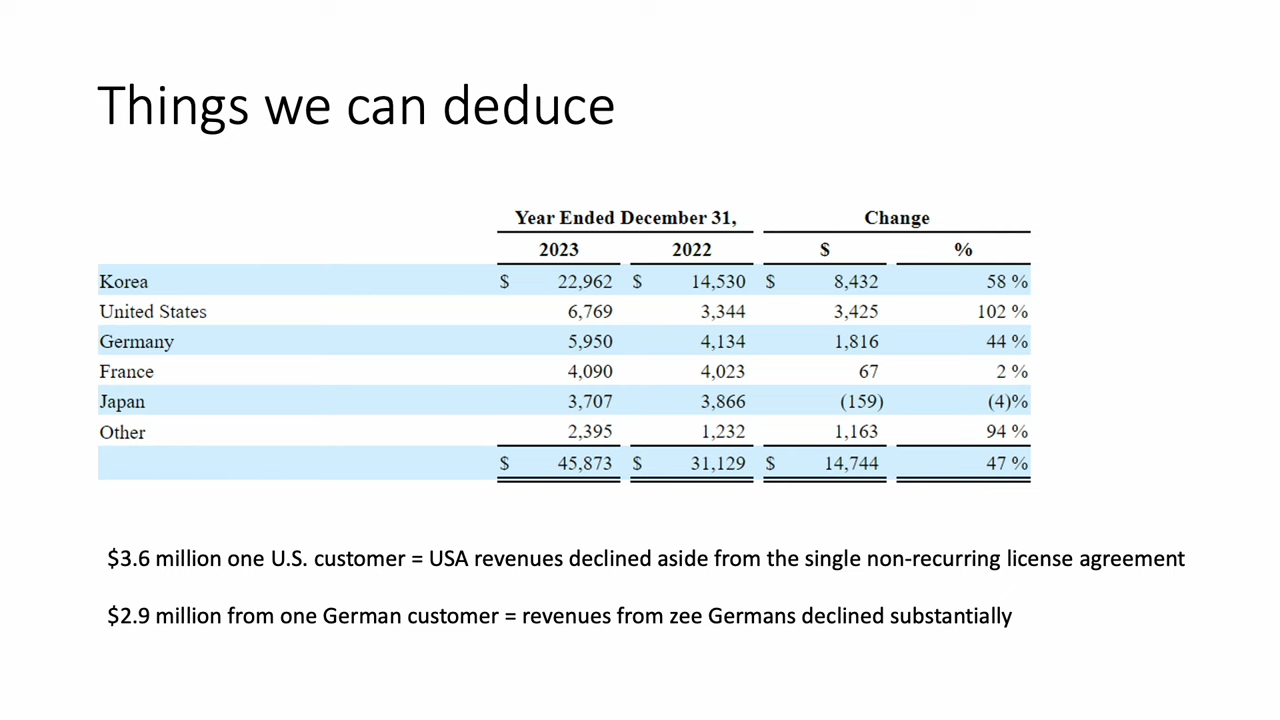 Things we can deduce
Year Ended December 31, Change
2023 2022 $ %
Korea $ 22,962 $ 14,530 $ 8,432 58 %
United States 6,769 3,344 3,425 102 %
Germany 5,950 4,134 1,816 44 %
France 4,090 4,023 67 2 %
Japan 3,707 3,866 (159) (4)%
Other 2,395 1,232 1,163 94 %
$ 45,873 $ 31,129 $ 14,744 47 %
$3.6 million one U.S. customer = USA revenues declined aside from the single non-recurring license agreement
$2.9 million from one German customer = revenues from zee Germans declined substantially